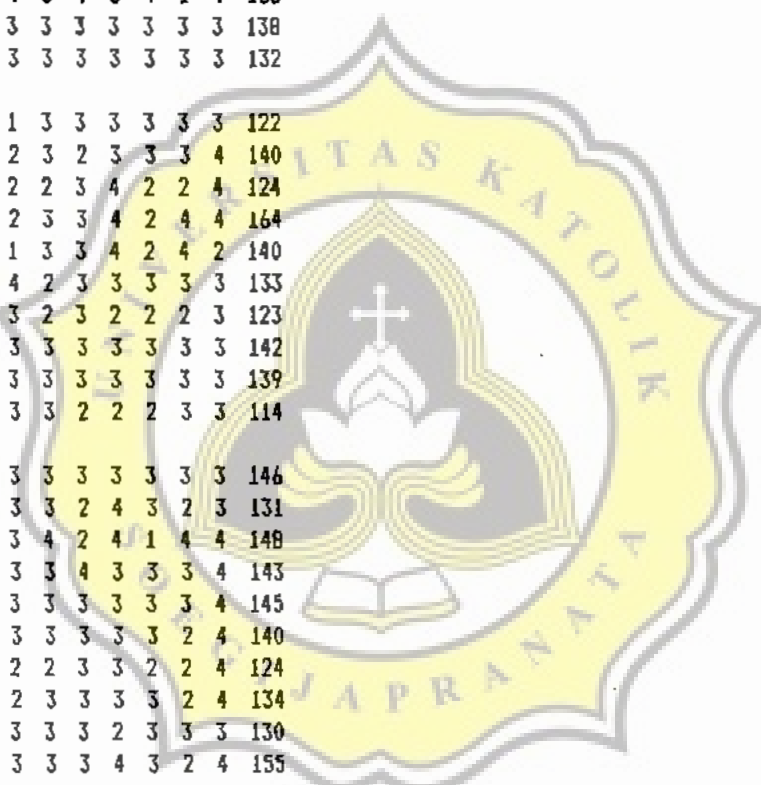 3 3 3 3 3 3 3 138
3 3 3 3 3 3 3 132
1 3 3 3 3 3 3 122
2 3 2 3 3 3 4 140
2 2 3 4 2 2 4 124
2 3 3 4 2 4 4 164
1 3 3 4 2 4 2 140
4 2 3 3 3 3 3 133
3 2 3 2 2 2 3 123
3 3 3 3 3 3 3 142
3 3 3 3 3 3 3 139
3 3 2 2 2 3 3 114
3 3 3 3 3 3 3 146
3 3 2 4 3 2 3 131
3 4 2 4 1 4 4 148
3 3 4 3 3 3 4 143
3 3 3 3 3 3 4 145
3 3 3 3 3 2 4 140
2 2 3 3 2 2 4 124
2 3 3 3 3 2 4 134
3 3 3 2 3 3 3 130
3 3 3 4 3 2 4 155
UNIVERSITAS KATOLIK
SOEGIJAPRANATA